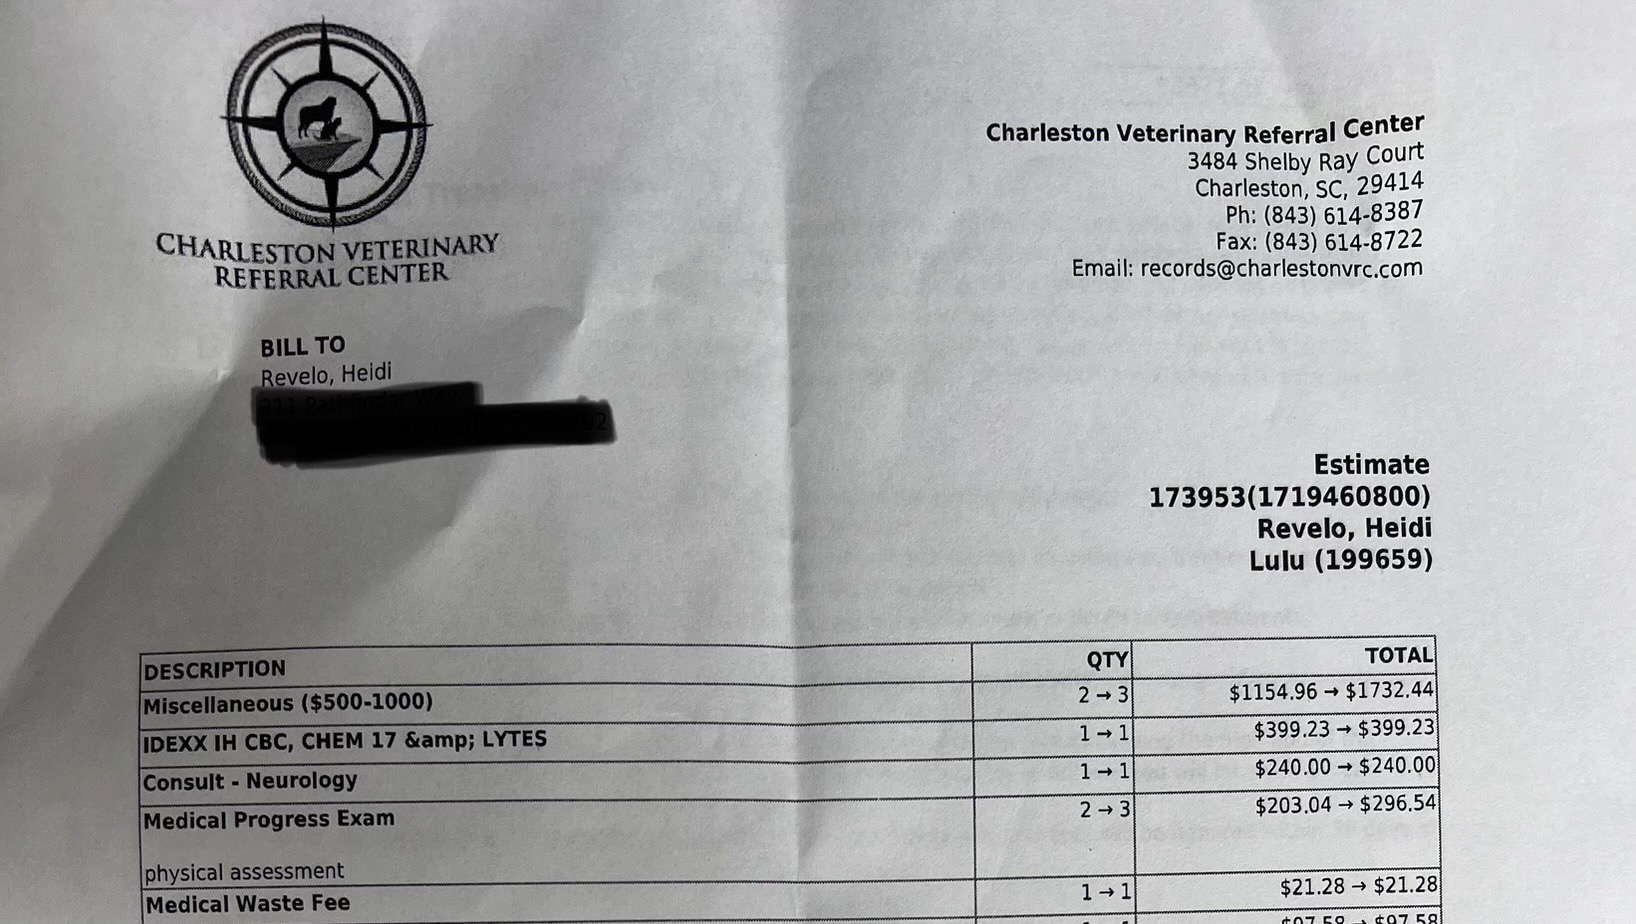 CHARLESTON VETERINARY
REFERRAL CENTER
Charleston Veterinary Referral Center
3484 Shelby Ray Court
Charleston, SC, 29414
Ph: (843) 614-8387
Fax: (843) 614-8722
Email: records@charlestonvrc.com
BILL TO
Revelo, Heidi
Estimate
173953(1719460800)
Revelo, Heidi
Lulu (199659)
DESCRIPTION QTY TOTAL
Miscellaneous ($500-1000) 2 → 3 $1154.96 → $1732.44
IDEXX IH CBC, CHEM 17 &amp; LYTES 1 → 1 $399.23 → $399.23
Consult - Neurology 1 → 1 $240.00 → $240.00
Medical Progress Exam 2 → 3 $203.04 → $296.54
physical assessment
Medical Waste Fee 1 → 1 $21.28 → $21.28